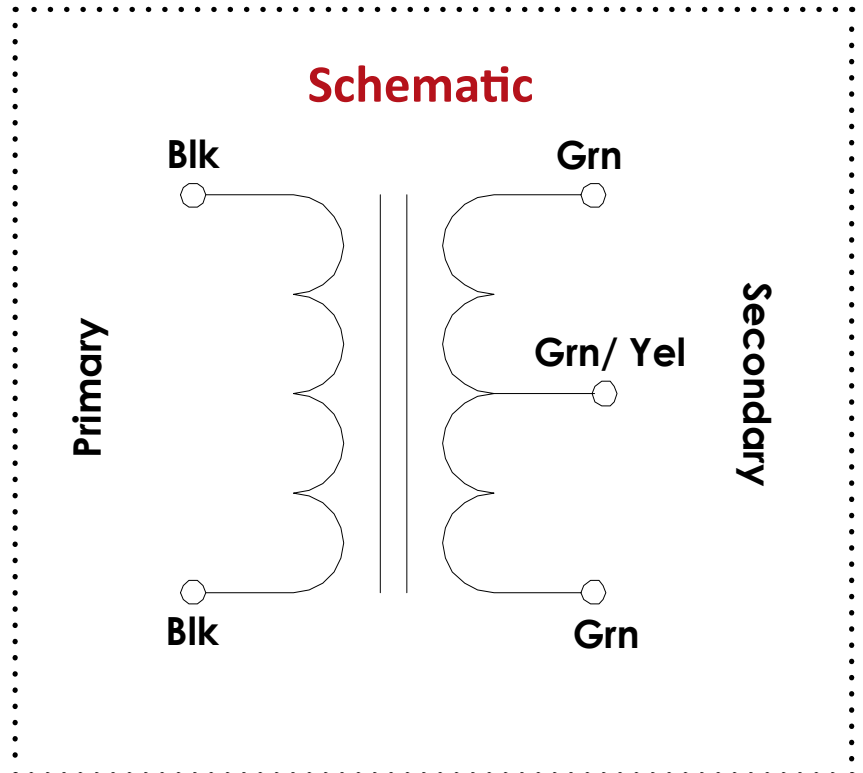 Schematic
Blk
Grn
Primary
Grn/ Yel
Secondary
Blk
Grn